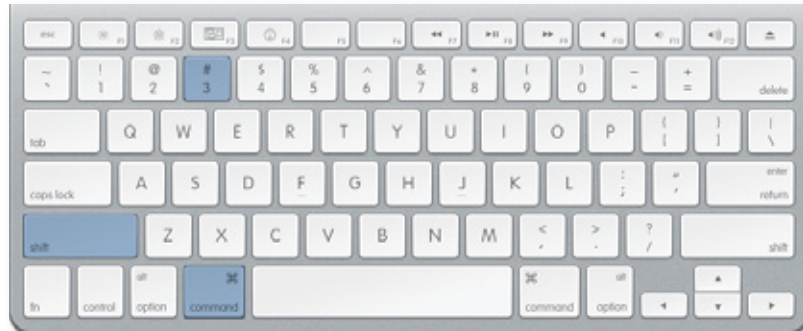 esc F1 F2 F3 F4 F5 F6 F7 F8 F9 F10 F11 F12
~ ! @ # $ % ^ & * ( ) _ +
` 1 2 3 4 5 6 7 8 9 0 - = delete
tab Q W E R T Y U I O P { } |
[ ] \
caps lock A S D F G H J K L : " enter
; ' return
shift Z X C V B N M < > ? shift
, . /
alt ⌘ ⌘ alt
fn control option command command option